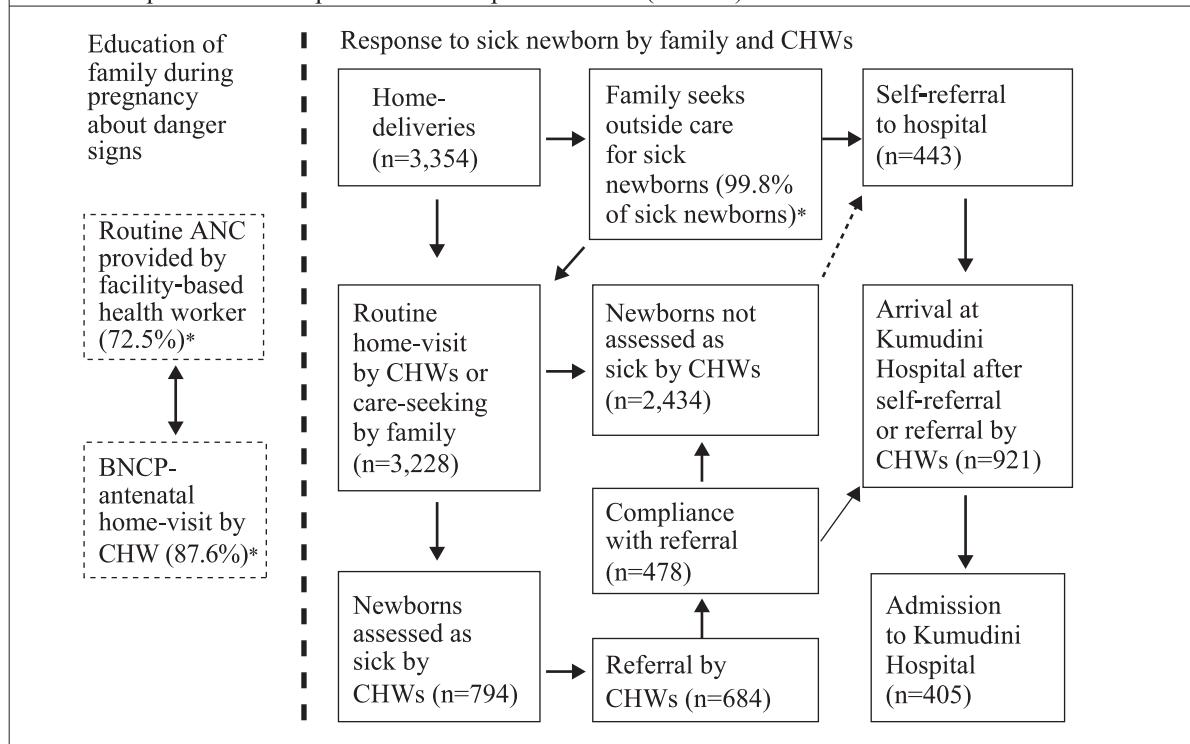 Education of
family during
pregnancy
about danger
signs
Routine ANC
provided by
facility-based
health worker
(72.5%)*
BNCP-
antenatal
home-visit by
CHW (87.6%)*
Response to sick newborn by family and CHWs
Home-
deliveries
(n=3,354)
Family seeks
outside care
for sick
newborns (99.8%
of sick newborns)*
Self-referral
to hospital
(n=443)
Routine
home-visit
by CHWs or
care-seeking
by family
(n=3,228)
Newborns not
assessed as
sick by CHWs
(n=2,434)
Arrival at
Kumudini
Hospital after
self-referral
or referral by
CHWs (n=921)
Compliance
with referral
(n=478)
Newborns
assessed as
sick by
CHWs (n=794)
Referral by
CHWs (n=684)
Admission
to Kumudini
Hospital
(n=405)